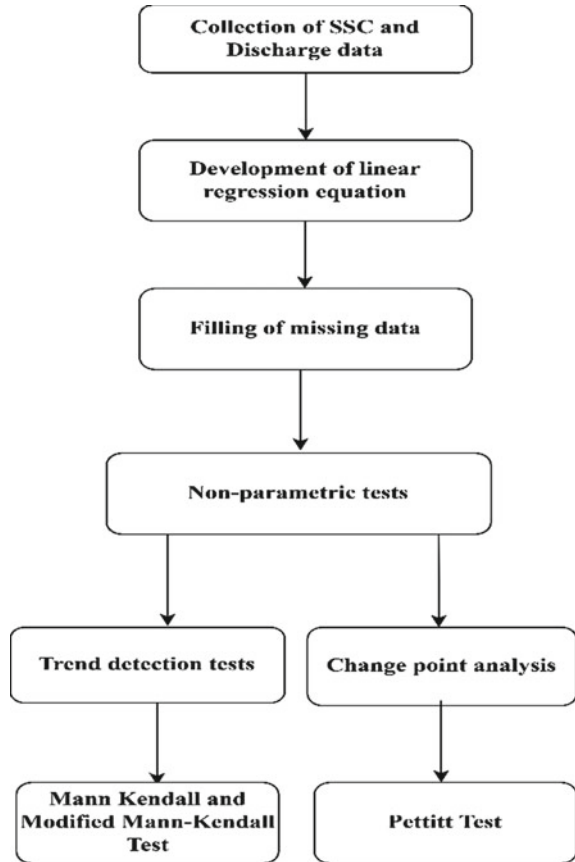 Collection of SSC and
Discharge data
Development of linear
regression equation
Filling of missing data
Non-parametric tests
Trend detection tests
Change point analysis
Mann Kendall and
Modified Mann-Kendall
Test
Pettitt Test